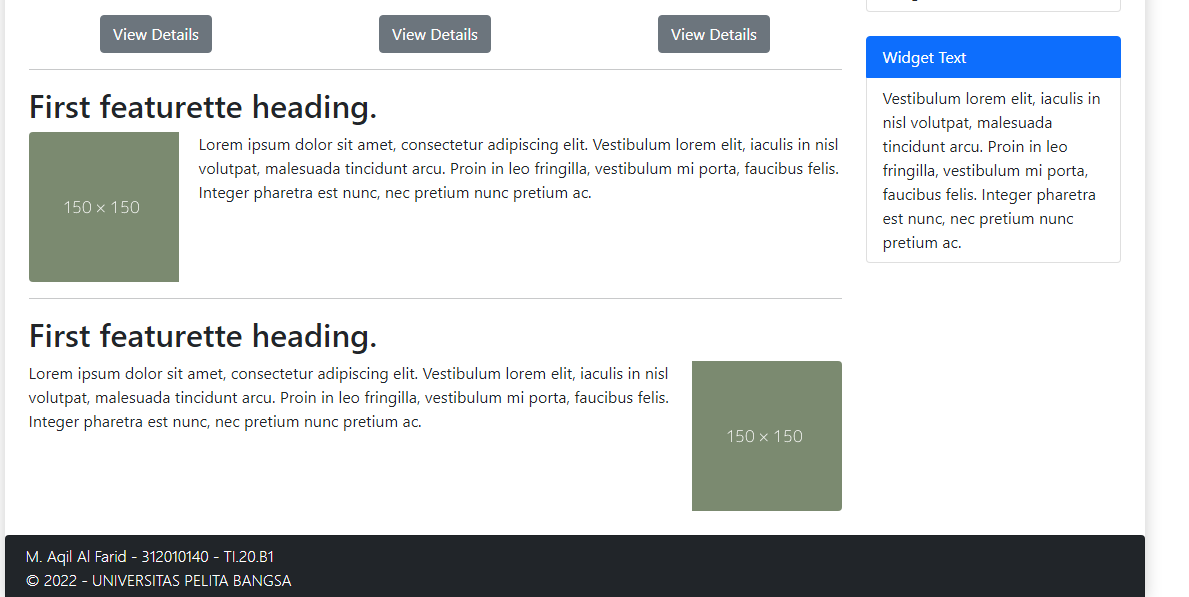 View Details
View Details
View Details
First featurette heading.
150 × 150
Lorem ipsum dolor sit amet, consectetur adipiscing elit. Vestibulum lorem elit, iaculis in nisl
volutpat, malesuada tincidunt arcu. Proin in leo fringilla, vestibulum mi porta, faucibus felis.
Integer pharetra est nunc, nec pretium nunc pretium ac.
First featurette heading.
Lorem ipsum dolor sit amet, consectetur adipiscing elit. Vestibulum lorem elit, iaculis in nisl
volutpat, malesuada tincidunt arcu. Proin in leo fringilla, vestibulum mi porta, faucibus felis.
Integer pharetra est nunc, nec pretium nunc pretium ac.
150 × 150
Widget Text
Vestibulum lorem elit, iaculis in
nisl volutpat, malesuada
tincidunt arcu. Proin in leo
fringilla, vestibulum mi porta,
faucibus felis. Integer pharetra
est nunc, nec pretium nunc
pretium ac.
M. Aqil Al Farid - 312010140 - TI.20.B1
© 2022 - UNIVERSITAS PELITA BANGSA